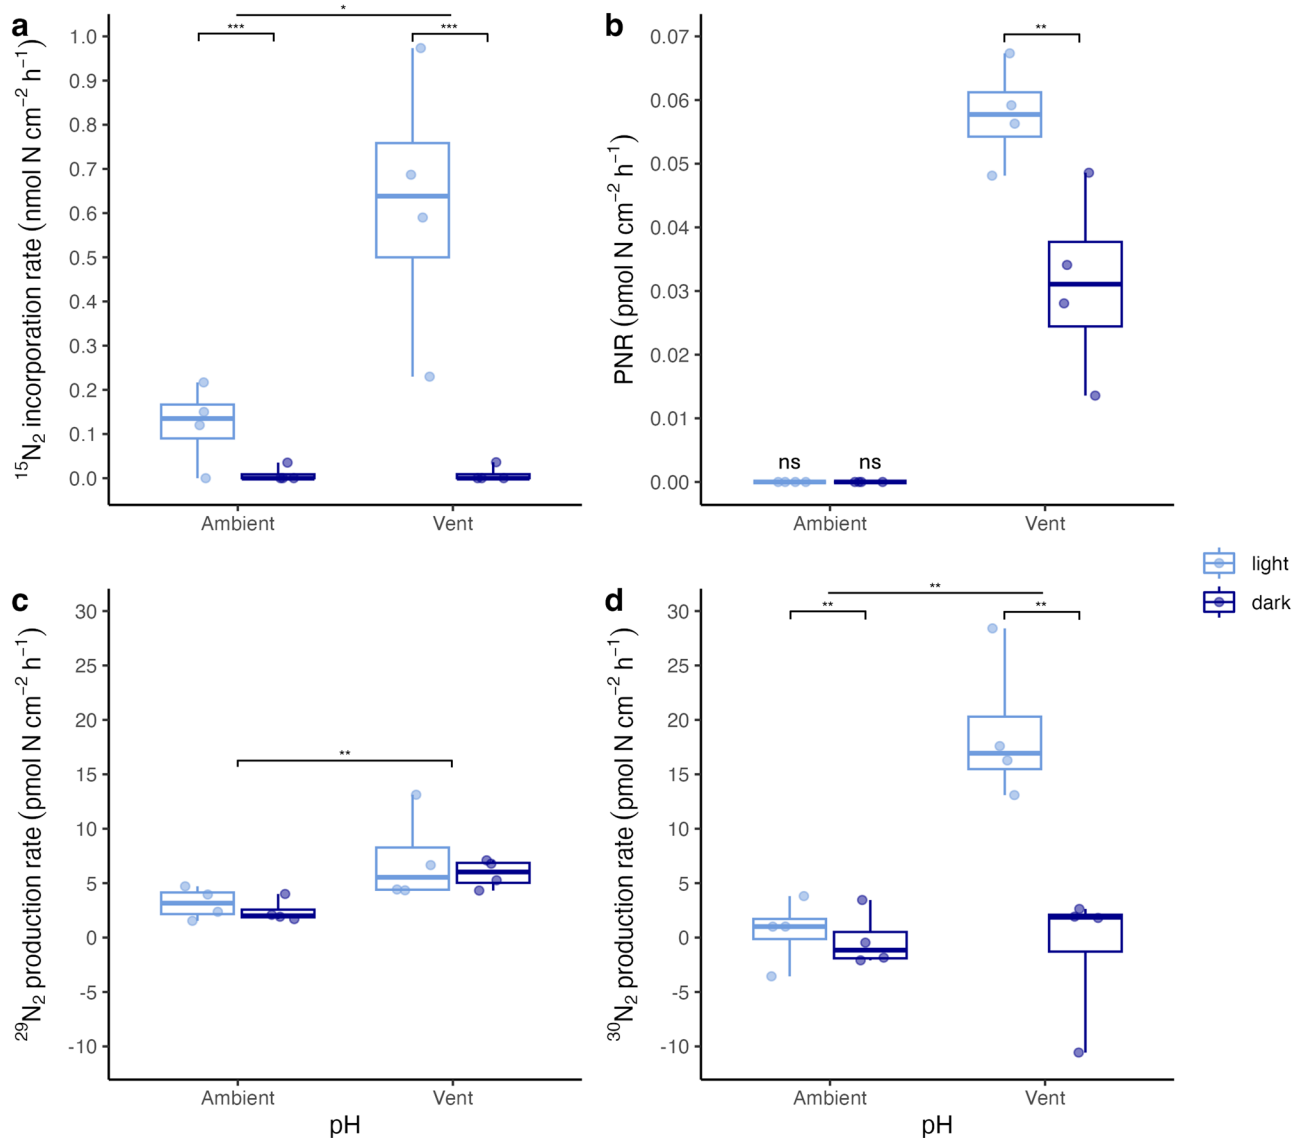 a
*
*** ***
1.0
0.9
0.8
0.7
0.6
0.5
0.4
0.3
0.2
0.1
0.0
¹⁵N₂ incorporation rate (nmol N cm⁻² h⁻¹)
Ambient Vent
b
**
0.07
0.06
0.05
0.04
0.03
0.02
0.01
0.00
PNR (pmol N cm⁻² h⁻¹)
ns ns
Ambient Vent
light
dark
c
**
30
25
20
15
10
5
0
-5
-10
²⁹N₂ production rate (pmol N cm⁻² h⁻¹)
Ambient Vent
pH
d
**
** **
30
25
20
15
10
5
0
-5
-10
³⁰N₂ production rate (pmol N cm⁻² h⁻¹)
Ambient Vent
pH